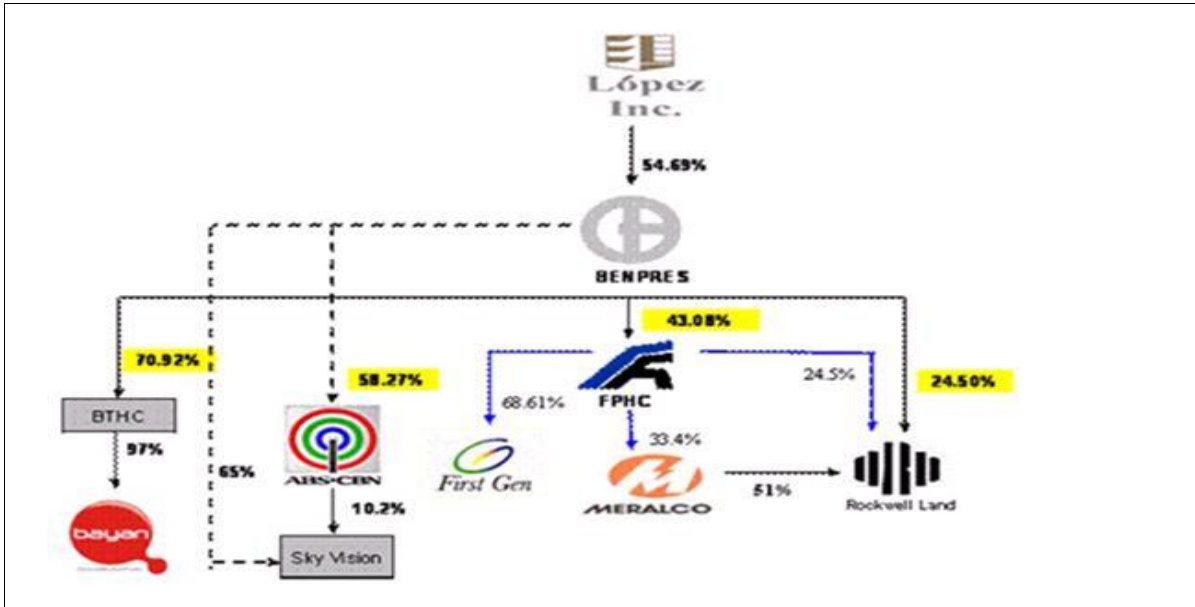 López
Inc.
54.69%
BENPRES
43.08%
70.92%
58.27%
24.5%
24.50%
FPHC
68.61%
BTHC
33.4%
97%
65%
ABS-CBN
First Gen
MERALCO
51%
Rockwell Land
10.2%
bayan
Sky Vision